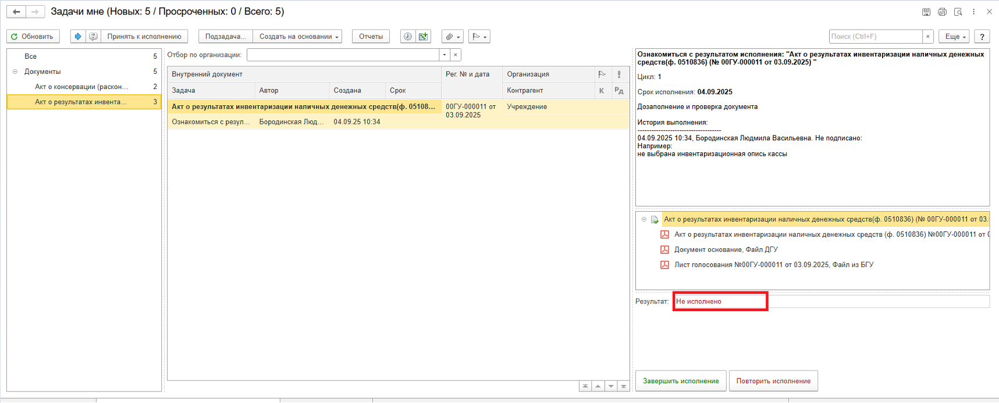 Задачи мне (Новых: 5 / Просроченных: 0 / Всего: 5)
Обновить
Принять к исполнению
Подзадача...
Создать на основании
Отчеты
Поиск (Ctrl+F)
×
Еще
?
Все 5
Документы 5
Акт о консервации (раскон... 2
Акт о результатах инвента... 3
Отбор по организации:
Внутренний документ
Рег. № и дата
Организация
Задача
Автор
Создана
Срок
Контрагент
К
Рд
Акт о результатах инвентаризации наличных денежных средств(ф. 05108...
00ГУ-000011 от
03.09.2025
Учреждение
Ознакомиться с резул...
Бородинская Люд...
04.09.25 10:34
Ознакомиться с результатом исполнения: "Акт о результатах инвентаризации наличных денежных
средств(ф. 0510836) (№ 00ГУ-000011 от 03.09.2025) "
Цикл: 1
Срок исполнения: 04.09.2025
Дозаполнение и проверка документа
История выполнения:
------------------------------------
04.09.2025 10:34, Бородинская Людмила Васильевна. Не подписано:
Например:
не выбрана инвентаризационная опись кассы
Акт о результатах инвентаризации наличных денежных средств(ф. 0510836) (№ 00ГУ-000011 от 03.
Акт о результатах инвентаризации наличных денежных средств (ф. 0510836) №00ГУ-000011 от 0
Документ основание, Файл ДГУ
Лист голосования №00ГУ-000011 от 03.09.2025, Файл из БГУ
Результат: Не исполнено
Завершить исполнение
Повторить исполнение